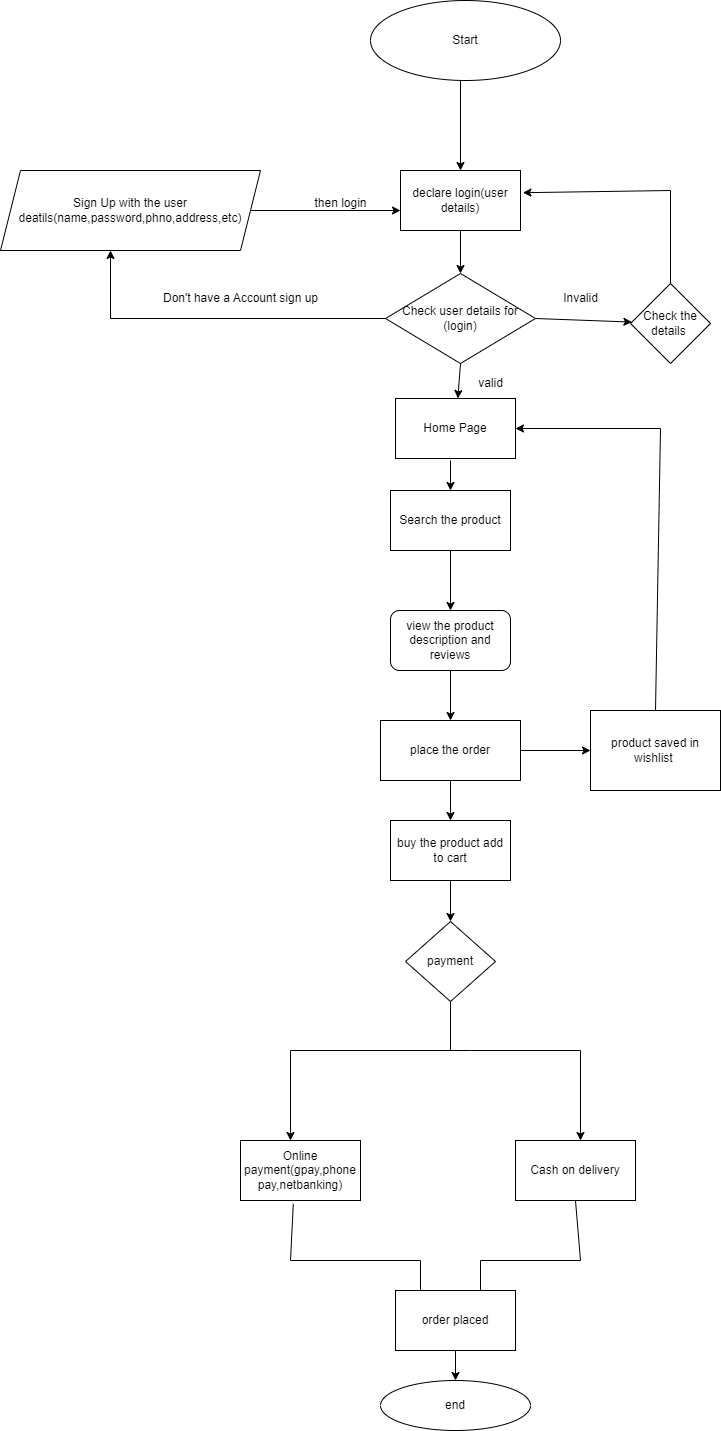 Start
declare login(user
details)
Sign Up with the user
deatils(name,password,phno,address,etc)
then login
Don't have a Account sign up
Check user details for
(login)
Invalid
Check the
details
valid
Home Page
Search the product
view the product
description and
reviews
place the order
product saved in
wishlist
buy the product add
to cart
payment
Online
payment(gpay,phone
pay,netbanking)
Cash on delivery
order placed
end